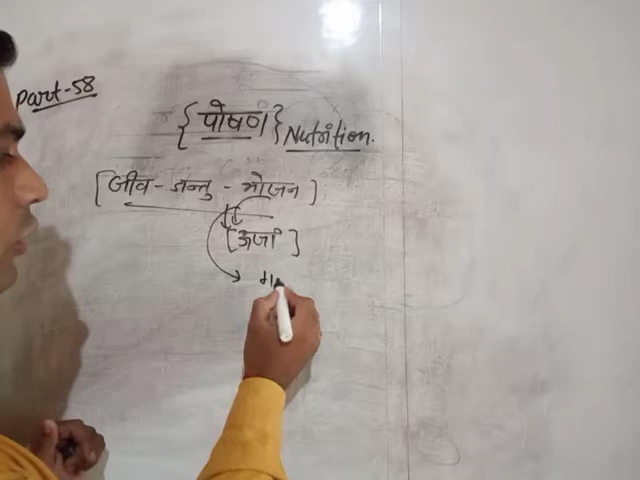 Part-58
{पोषण} Nutrition.
[जीव - जन्तु - भोजन]
[ऊर्जा]